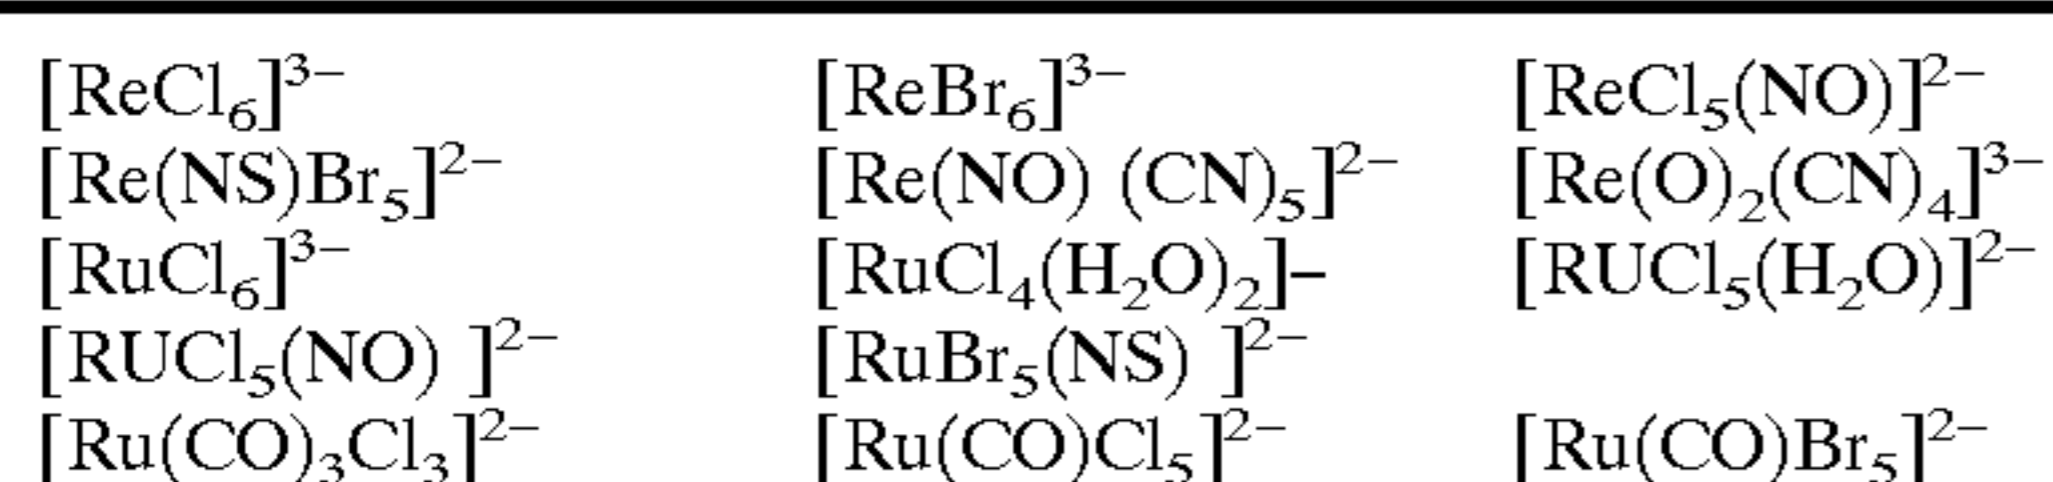 [ReCl₆]³⁻ [ReBr₆]³⁻ [ReCl₅(NO)]²⁻
[Re(NS)Br₅]²⁻ [Re(NO) (CN)₅]²⁻ [Re(O)₂(CN)₄]³⁻
[RuCl₆]³⁻ [RuCl₄(H₂O)₂]– [RUCl₅(H₂O)]²⁻
[RUCl₅(NO) ]²⁻ [RuBr₅(NS) ]²⁻
[Ru(CO)₃Cl₃]²⁻ [Ru(CO)Cl₅]²⁻ [Ru(CO)Br₅]²⁻